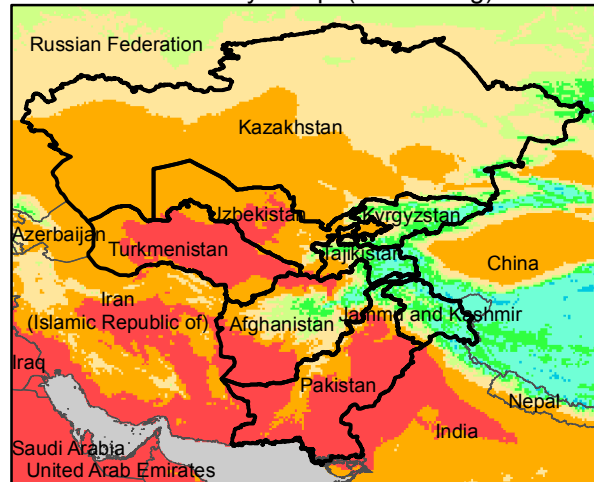 Russian Federation
Kazakhstan
Uzbekistan
Kyrgyzstan
Azerbaijan
Turkmenistan
Tajikistan
China
Iran
(Islamic Republic of)
Afghanistan
Jammu and Kashmir
Iraq
Pakistan
Nepal
India
Saudi Arabia
United Arab Emirates